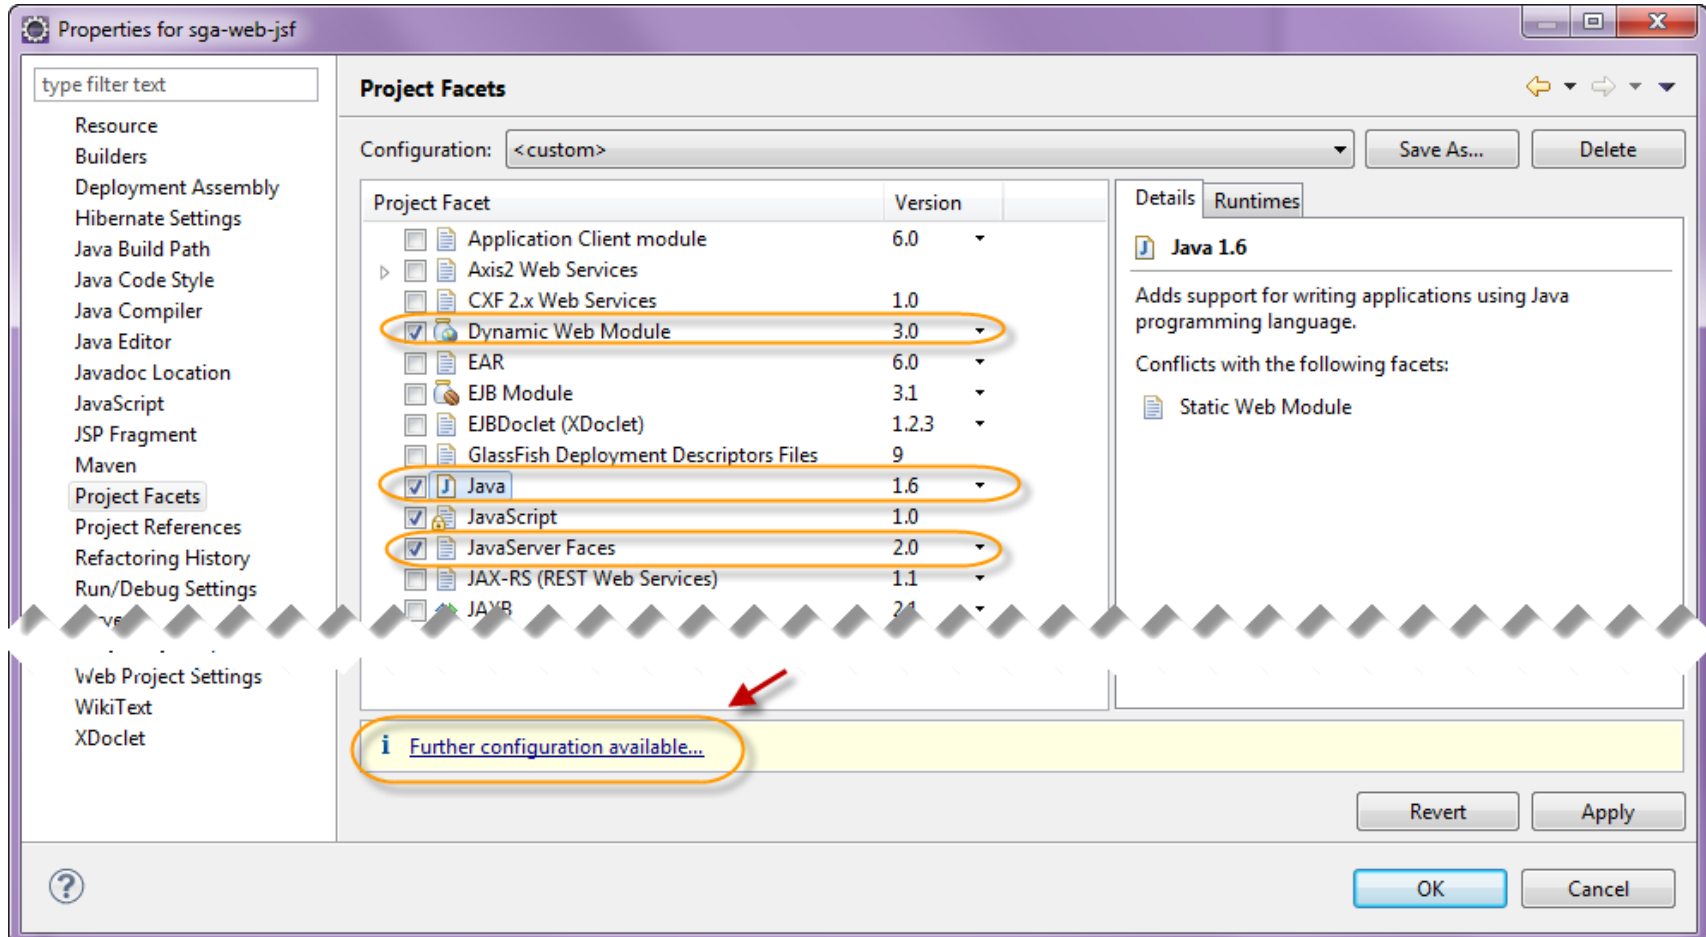 Properties for sga-web-jsf
type filter text
Resource
Builders
Deployment Assembly
Hibernate Settings
Java Build Path
Java Code Style
Java Compiler
Java Editor
Javadoc Location
JavaScript
JSP Fragment
Maven
Project Facets
Project References
Refactoring History
Run/Debug Settings
Web Project Settings
WikiText
XDoclet
Project Facets
Configuration: <custom> Save As... Delete
Project Facet Version
Application Client module 6.0
Axis2 Web Services
CXF 2.x Web Services 1.0
Dynamic Web Module 3.0
EAR 6.0
EJB Module 3.1
EJBDoclet (XDoclet) 1.2.3
GlassFish Deployment Descriptors Files 9
Java 1.6
JavaScript 1.0
JavaServer Faces 2.0
JAX-RS (REST Web Services) 1.1
JAXB 2.1
Details Runtimes
Java 1.6
Adds support for writing applications using Java
programming language.
Conflicts with the following facets:
Static Web Module
Further configuration available...
Revert Apply
OK Cancel